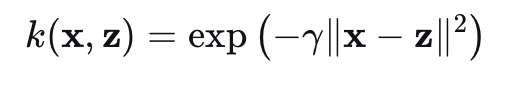 k(x, z) = exp (−γ‖x − z‖²)